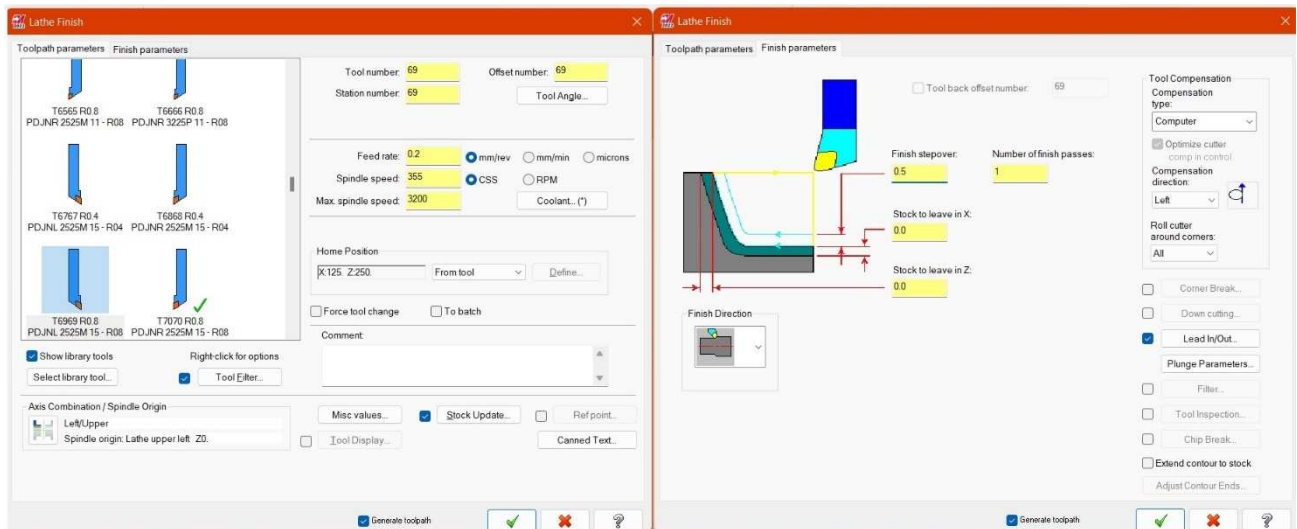 Lathe Finish
Toolpath parameters Finish parameters
T6565 R0.8 T6666 R0.8
PDJNR 2525M 11 - R08 PDJNR 3225P 11 - R08
T6767 R0.4 T6868 R0.4
PDJNL 2525M 15 - R04 PDJNR 2525M 15 - R04
T6969 R0.8 T7070 R0.8
PDJNL 2525M 15 - R08 PDJNR 2525M 15 - R08
Show library tools Right-click for options
Select library tool... Tool Filter...
Axis Combination / Spindle Origin
Left/Upper
Spindle origin: Lathe upper left Z0.
Tool number: 69 Offset number: 69
Station number: 69 Tool Angle...
Feed rate: 0.2 mm/rev mm/min microns
Spindle speed: 355 CSS RPM
Max. spindle speed: 3200 Coolant... (*)
Home Position
X:125. Z:250. From tool Define...
Force tool change To batch
Comment:
Misc values... Stock Update... Ref point...
Tool Display... Canned Text...
Generate toolpath
Lathe Finish
Toolpath parameters Finish parameters
Tool back offset number: 69
Finish stepover: Number of finish passes:
0.5 1
Stock to leave in X:
0.0
Stock to leave in Z:
0.0
Finish Direction
Tool Compensation
Compensation
type:
Computer
Optimize cutter
comp in control
Compensation
direction:
Left
Roll cutter
around corners:
All
Corner Break...
Down cutting...
Lead In/Out...
Plunge Parameters...
Filter...
Tool Inspection...
Chip Break...
Extend contour to stock
Adjust Contour Ends...
Generate toolpath